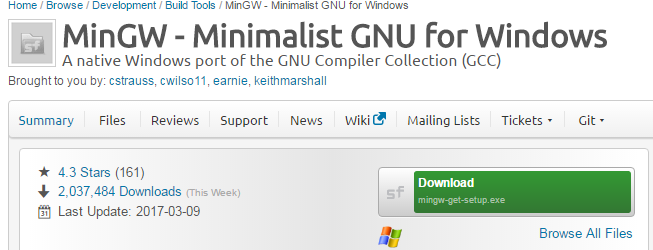 Home / Browse / Development / Build Tools / MinGW - Minimalist GNU for Windows
sf
MinGW - Minimalist GNU for Windows
A native Windows port of the GNU Compiler Collection (GCC)
Brought to you by: cstrauss, cwilso11, earnie, keithmarshall
Summary Files Reviews Support News Wiki Mailing Lists Tickets Git
4.3 Stars (161)
2,037,484 Downloads (This Week)
31 Last Update: 2017-03-09
sf Download
mingw-get-setup.exe
Browse All Files